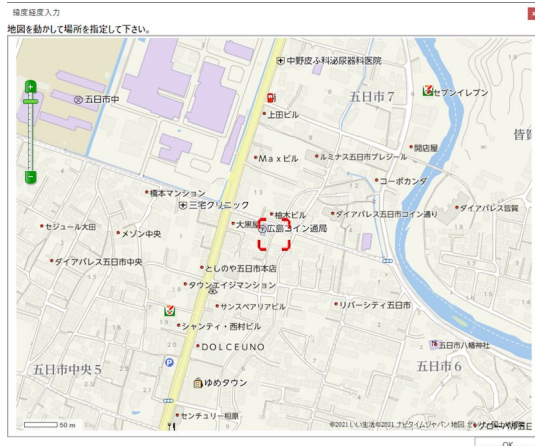 緯度経度入力
地図を動かして場所を指定して下さい。
中野皮ふ科泌尿器科医院
五日市中
五日市7
セブンイレブン
上田ビル
開店屋
Maxビル
ルミナス五日市プレジール
コーポカンダ
橋本マンション
三宅クリニック
柚木ビル
ダイアパレス五日市コイン通り
ダイアパレス皆賀
セジュール大田
メゾン中央
大黒屋
広島コイン通局
ダイアパレス五日市中央
としのや五日市本店
タウンエイジマンション
サンスペアリアビル
リバーシティ五日市
シャンティ・西村ビル
DOLCEUNO
五日市八幡神社
五日市中央5
五日市6
ゆめタウン
センチュリー相原
50 m
©2021 いい生活©2021 ナビタイムジャパン 地図
OK